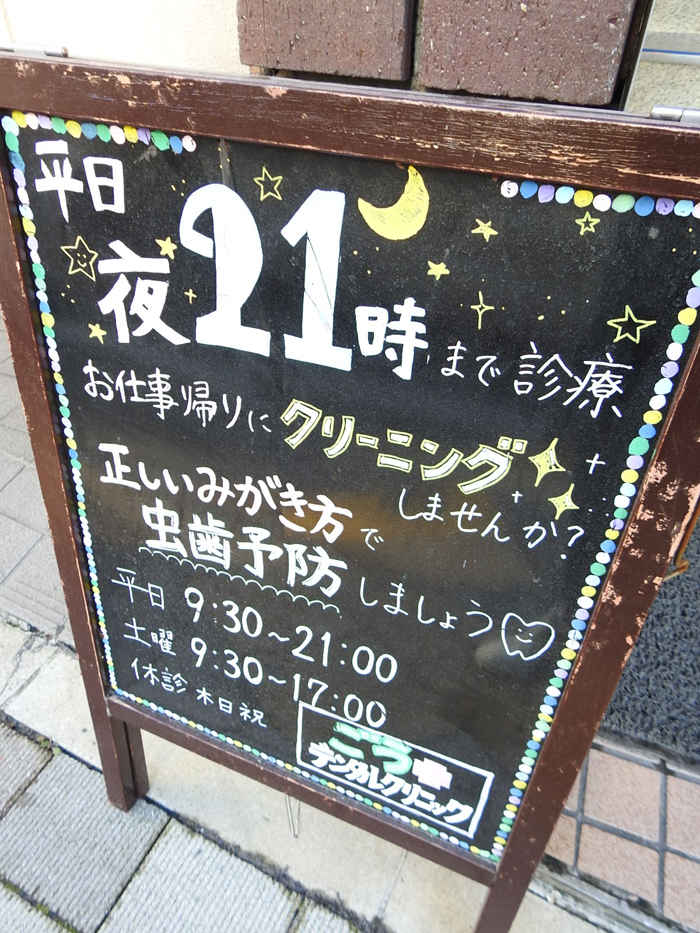 平日
夜21時まで診療
お仕事帰りにクリーニング
しませんか?
正しいみがき方で
虫歯予防しましょう
平日 9:30~21:00
土曜 9:30~17:00
休診 木日祝
ごう
デンタルクリニック